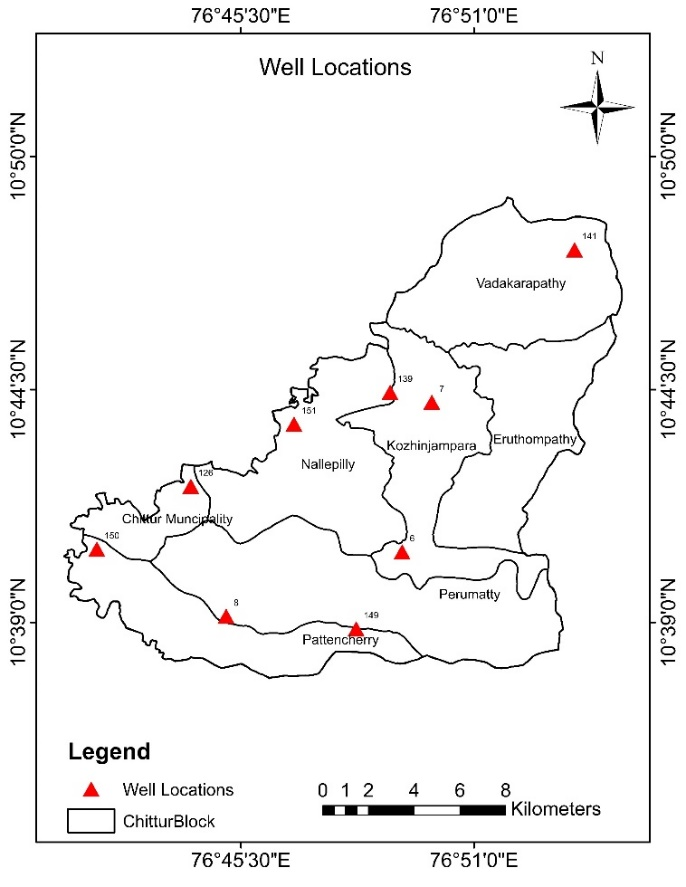 76°45'30"E 76°51'0"E
Well Locations
N
10°50'0"N 10°50'0"N
141
Vadakarapathy
10°44'30"N 10°44'30"N
139
7
151
Kozhinjampara
Eruthompathy
Nallepilly
126
Chittur Muncipality
150
6
Perumatty
8
149
10°39'0"N 10°39'0"N
Pattencherry
Legend
Well Locations
ChitturBlock
0 1 2 4 6 8
Kilometers
76°45'30"E 76°51'0"E